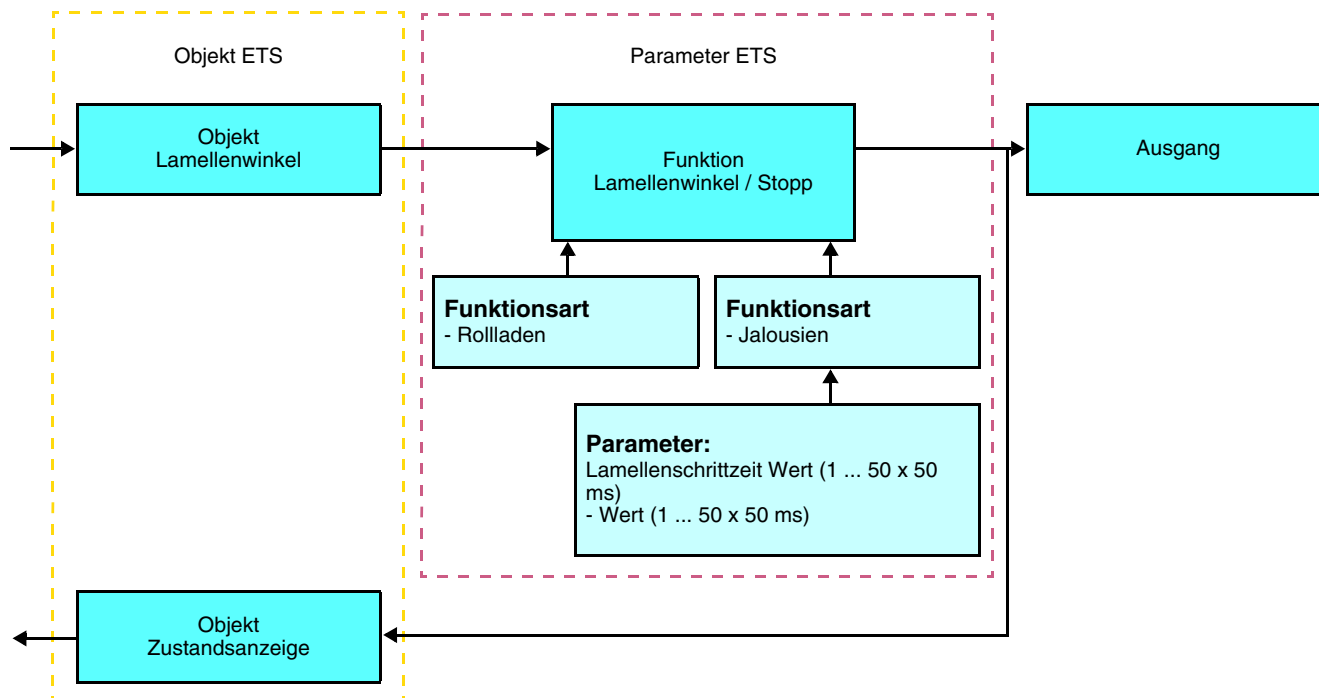 Objekt ETS
Parameter ETS
Objekt
Lamellenwinkel
Funktion
Lamellenwinkel / Stopp
Ausgang
Funktionsart
- Rollladen
Funktionsart
- Jalousien
Parameter:
Lamellenschrittzeit Wert (1 ... 50 x 50
ms)
- Wert (1 ... 50 x 50 ms)
Objekt
Zustandsanzeige